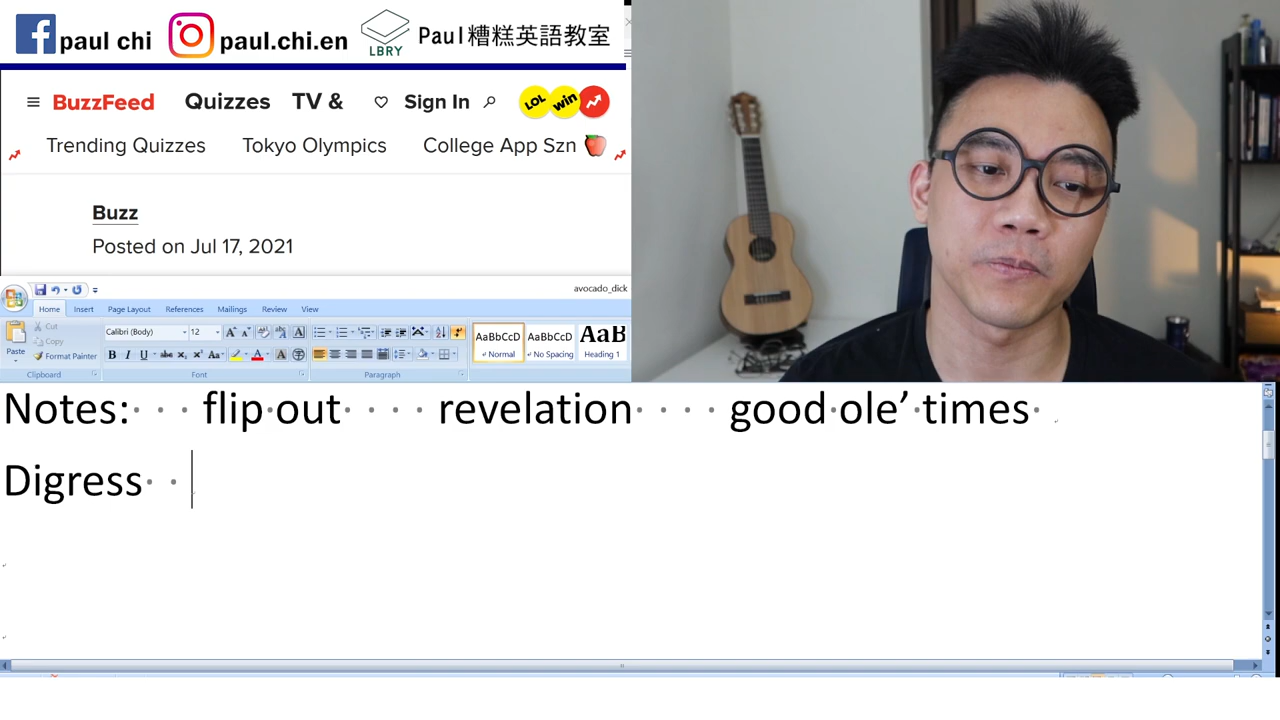 paul chi paul.chi.en LBRY Paul糟糕英語教室
BuzzFeed Quizzes TV & Sign In LOL win
Trending Quizzes Tokyo Olympics College App Szn
Buzz
Posted on Jul 17, 2021
avocado_dick
Home Insert Page Layout References Mailings Review View
Paste Cut Copy Format Painter
Calibri (Body) 12
AaBbCcD AaBbCcD AaB
Normal No Spacing Heading 1
Clipboard Font Paragraph
Notes: flip out revelation good ole’ times
Digress